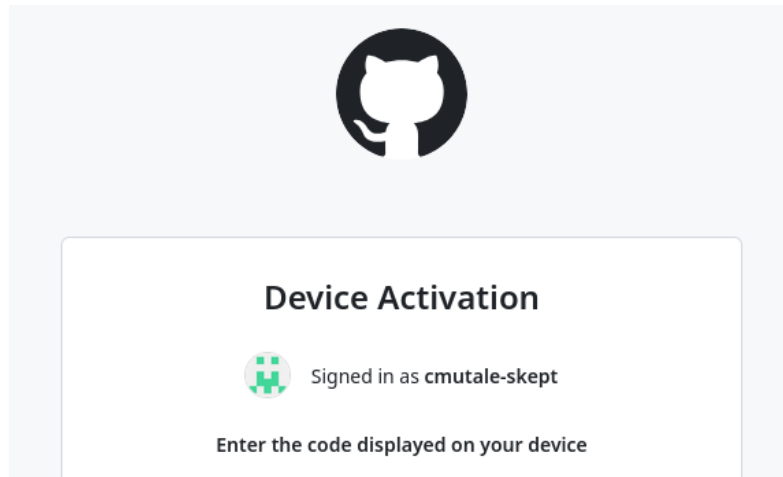 Device Activation
Signed in as cmutale-skept
Enter the code displayed on your device